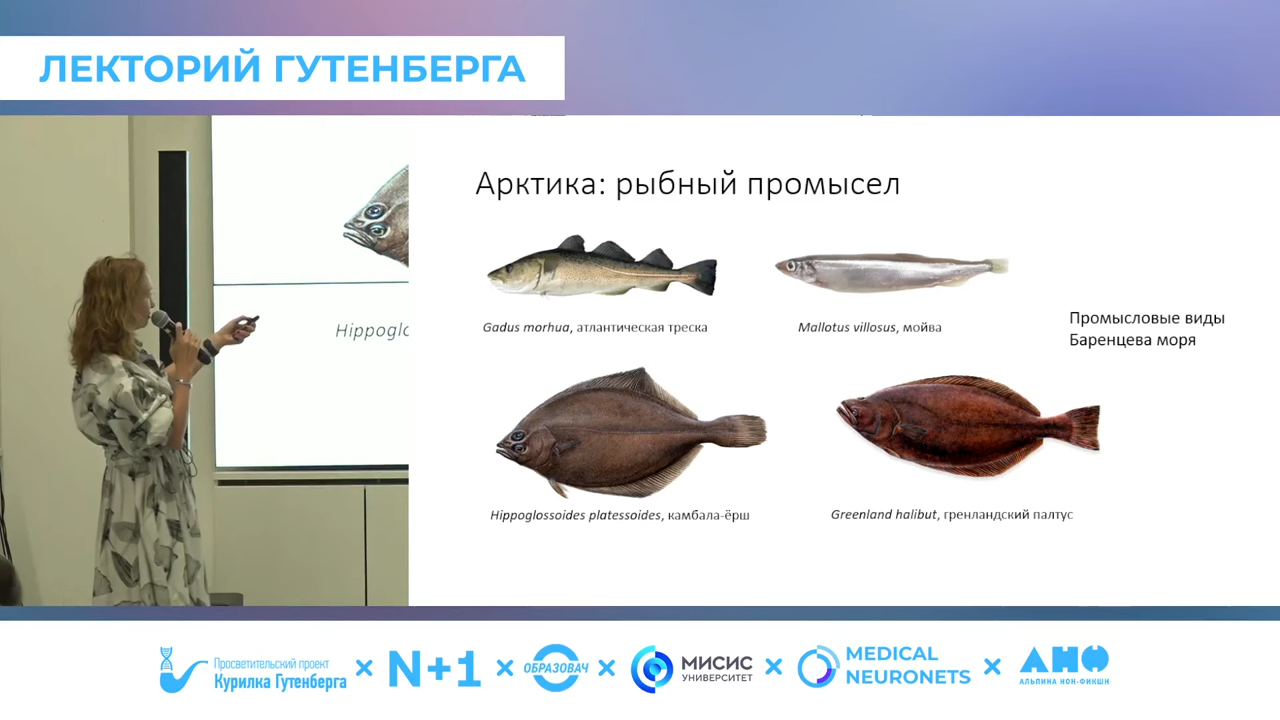 ЛЕКТОРИЙ ГУТЕНБЕРГА
Арктика: рыбный промысел
Gadus morhua, атлантическая треска
Mallotus villosus, мойва
Промысловые виды
Баренцева моря
Hippoglo
Hippoglossoides platessoides, камбала-ёрш
Greenland halibut, гренландский палтус
Просветительский проект
Курилка Гутенберга
× N+1 × ОБРАЗОВАЧ ×
МИСИС
УНИВЕРСИТЕТ
×
MEDICAL
NEURONETS
×
АНФ
АЛЬПИНА НОН-ФИКШН